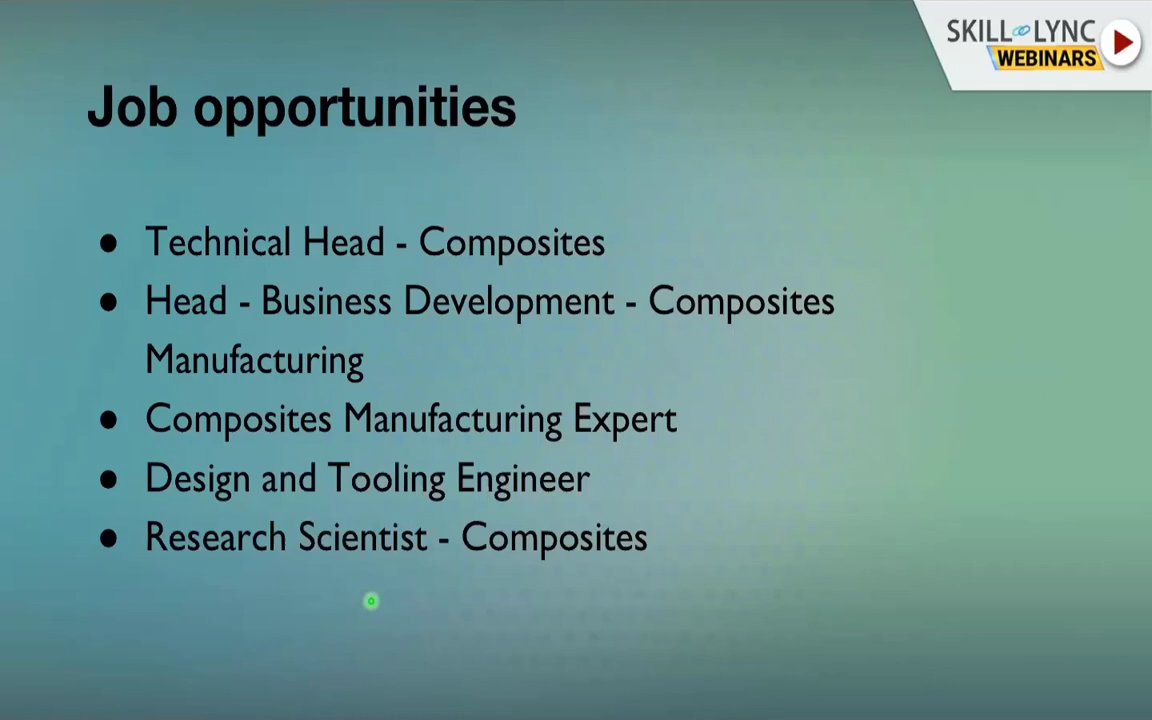 SKILL LYNC
WEBINARS
Job opportunities
● Technical Head - Composites
● Head - Business Development - Composites
Manufacturing
● Composites Manufacturing Expert
● Design and Tooling Engineer
● Research Scientist - Composites